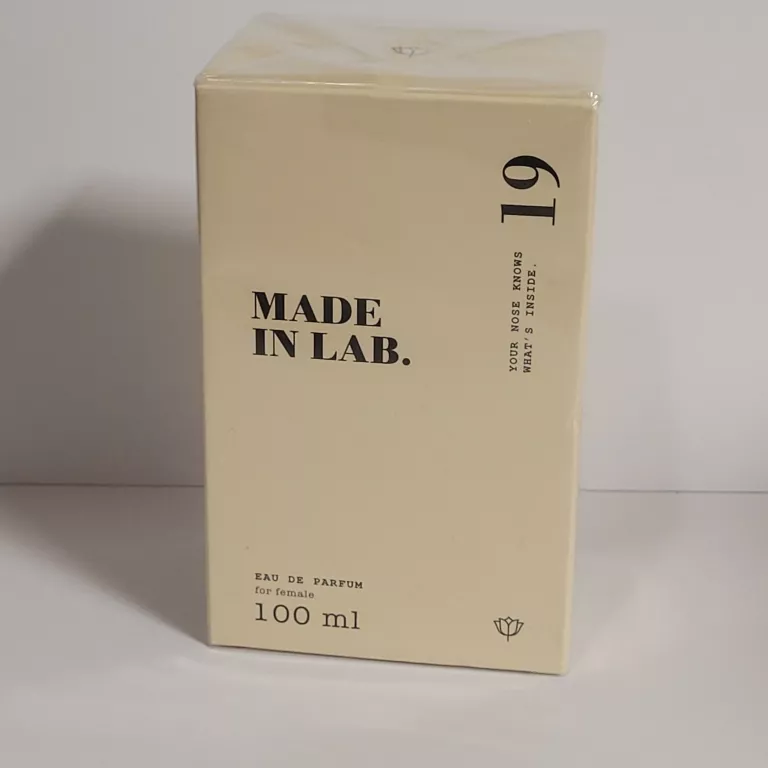 19
YOUR NOSE KNOWS
WHAT'S INSIDE.
MADE
IN LAB.
EAU DE PARFUM
for female
100 ml